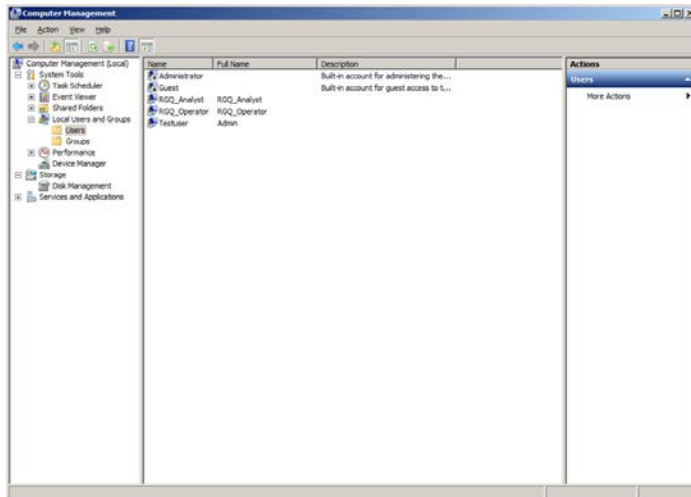 Computer Management
File Action View Help
Computer Management (Local)
System Tools
Task Scheduler
Event Viewer
Shared Folders
Local Users and Groups
Users
Groups
Performance
Device Manager
Storage
Disk Management
Services and Applications
Name Full Name Description
Administrator Built-in account for administering the...
Guest Built-in account for guest access to t...
RGQ_Analyst RGQ_Analyst
RGQ_Operator RGQ_Operator
Testuser Admin
Actions
Users
More Actions